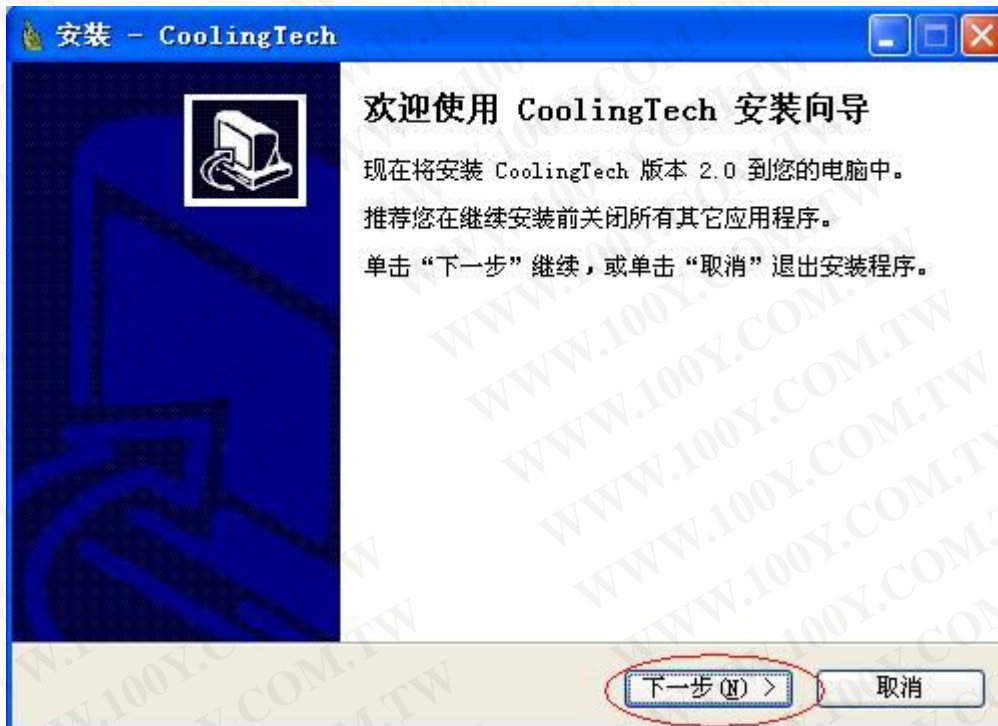 安装 - CoolingTech
欢迎使用 CoolingTech 安装向导
现在将安装 CoolingTech 版本 2.0 到您的电脑中。
推荐您在继续安装前关闭所有其它应用程序。
单击“下一步”继续，或单击“取消”退出安装程序。
下一步(N) >
取消
WWW.100Y.COM.TW